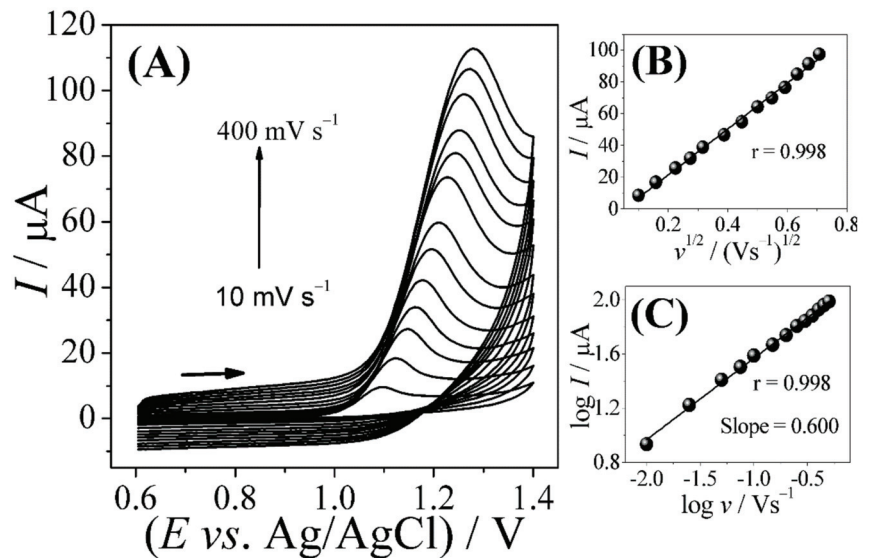 (A)
120
100
80
60
40
20
0
I / μA
400 mV s⁻¹
10 mV s⁻¹
0.6 0.8 1.0 1.2 1.4
(E vs. Ag/AgCl) / V
(B)
100
80
60
40
20
0
I / μA
r = 0.998
0.2 0.4 0.6 0.8
v^1/2 / (Vs⁻¹)^1/2
(C)
2.0
1.6
1.2
0.8
log I / μA
r = 0.998
Slope = 0.600
-2.0 -1.5 -1.0 -0.5
log v / Vs⁻¹